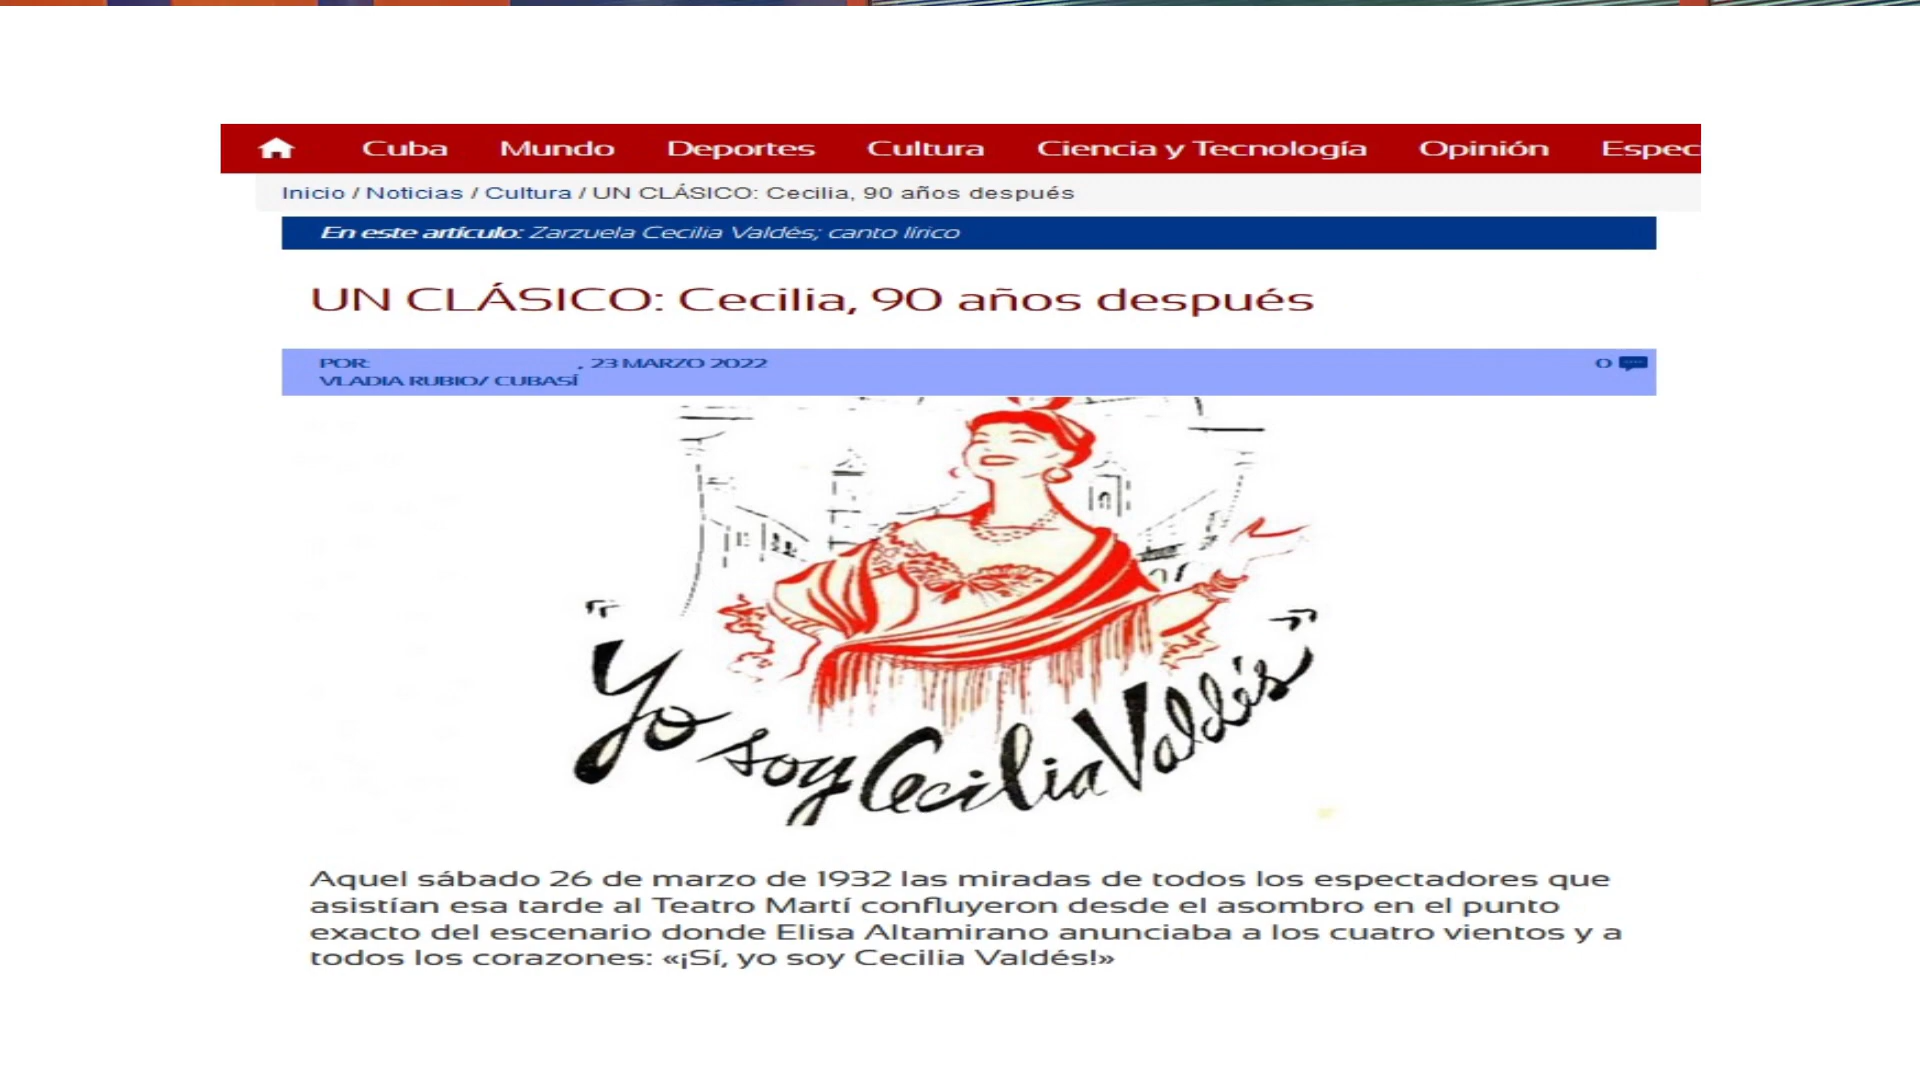 Cuba Mundo Deportes Cultura Ciencia y Tecnología Opinión Espec
Inicio / Noticias / Cultura / UN CLÁSICO: Cecilia, 90 años después
En este artículo: Zarzuela Cecilia Valdés; canto lírico
UN CLÁSICO: Cecilia, 90 años después
POR: , 23 MARZO 2022 0
VLADIA RUBIO/ CUBASÍ
"Yo soy Cecilia Valdés"
Aquel sábado 26 de marzo de 1932 las miradas de todos los espectadores que
asistían esa tarde al Teatro Martí confluyeron desde el asombro en el punto
exacto del escenario donde Elisa Altamirano anunciaba a los cuatro vientos y a
todos los corazones: «¡Sí, yo soy Cecilia Valdés!»